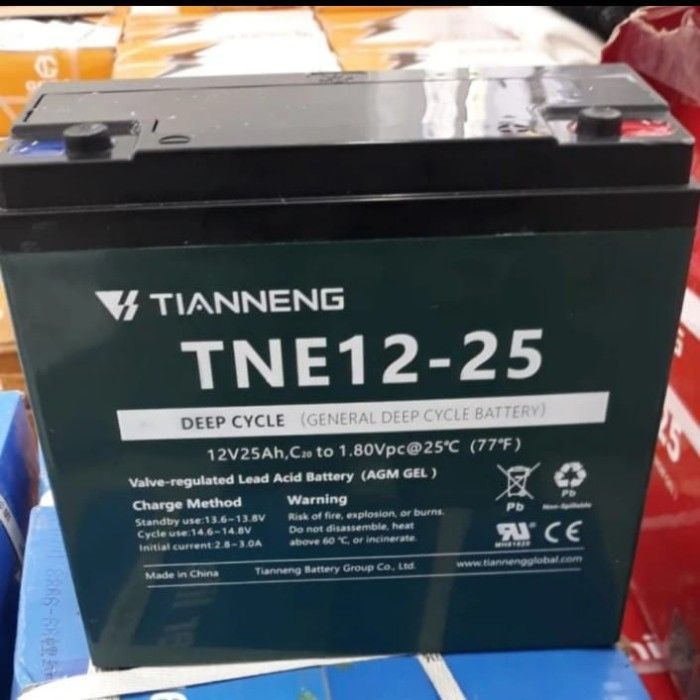 TIANNENG
TNE12-25
DEEP CYCLE (GENERAL DEEP CYCLE BATTERY)
12V25Ah,C20 to 1.80Vpc@25℃ (77℉)
Valve-regulated Lead Acid Battery (AGM GEL)
Charge Method
Standby use:13.6~13.8V
Cycle use:14.6~14.8V
Initial current:2.8~3.0A
Warning
Risk of fire, explosion, or burns.
Do not disassemble, heat
above 60 ℃, or incinerate.
Pb
Pb
Non-Spillable
MH61829
CE
Made in China
Tianneng Battery Group Co., Ltd.
www.tiannengglobal.com